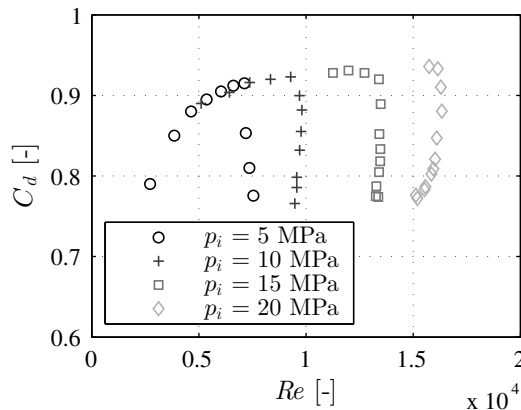 1
0.9
0.8
0.7
0.6
C_d [-]
p_i = 5 MPa
p_i = 10 MPa
p_i = 15 MPa
p_i = 20 MPa
0 0.5 1 1.5 2
Re [-]
x 10^4